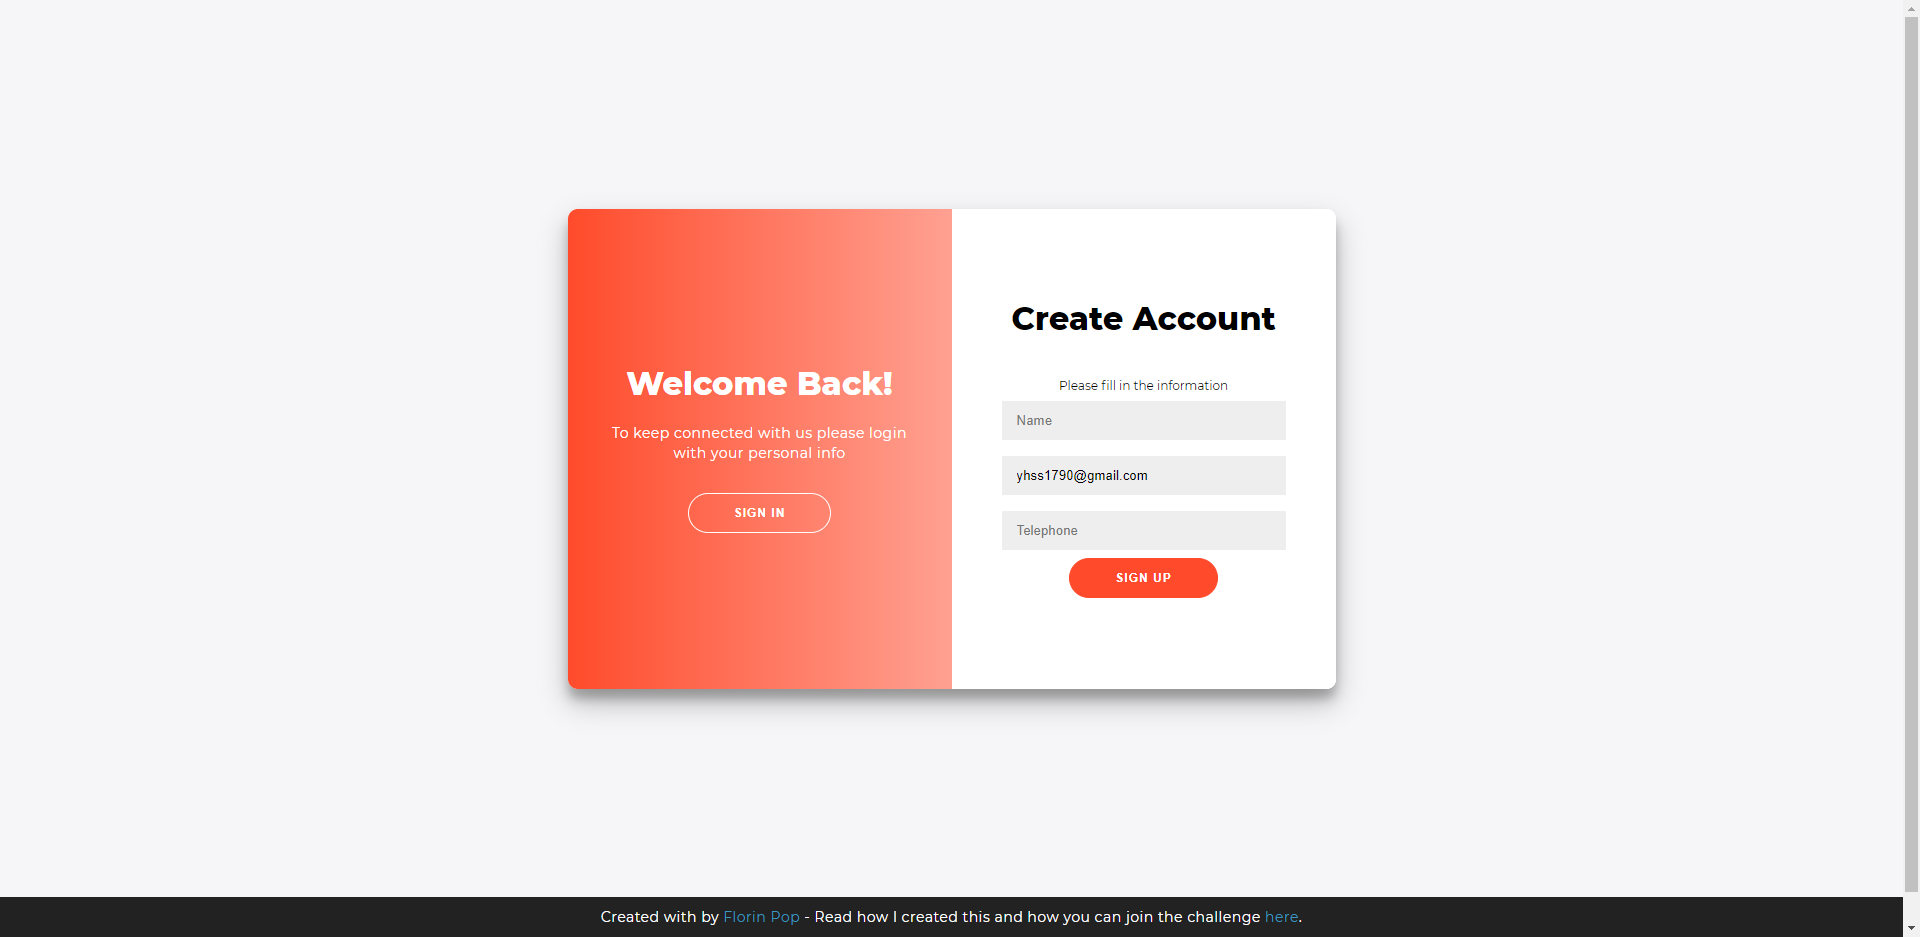 Welcome Back!
To keep connected with us please login
with your personal info
SIGN IN
Create Account
Please fill in the information
Name
yhss1790@gmail.com
Telephone
SIGN UP
Created with by Florin Pop - Read how I created this and how you can join the challenge here.